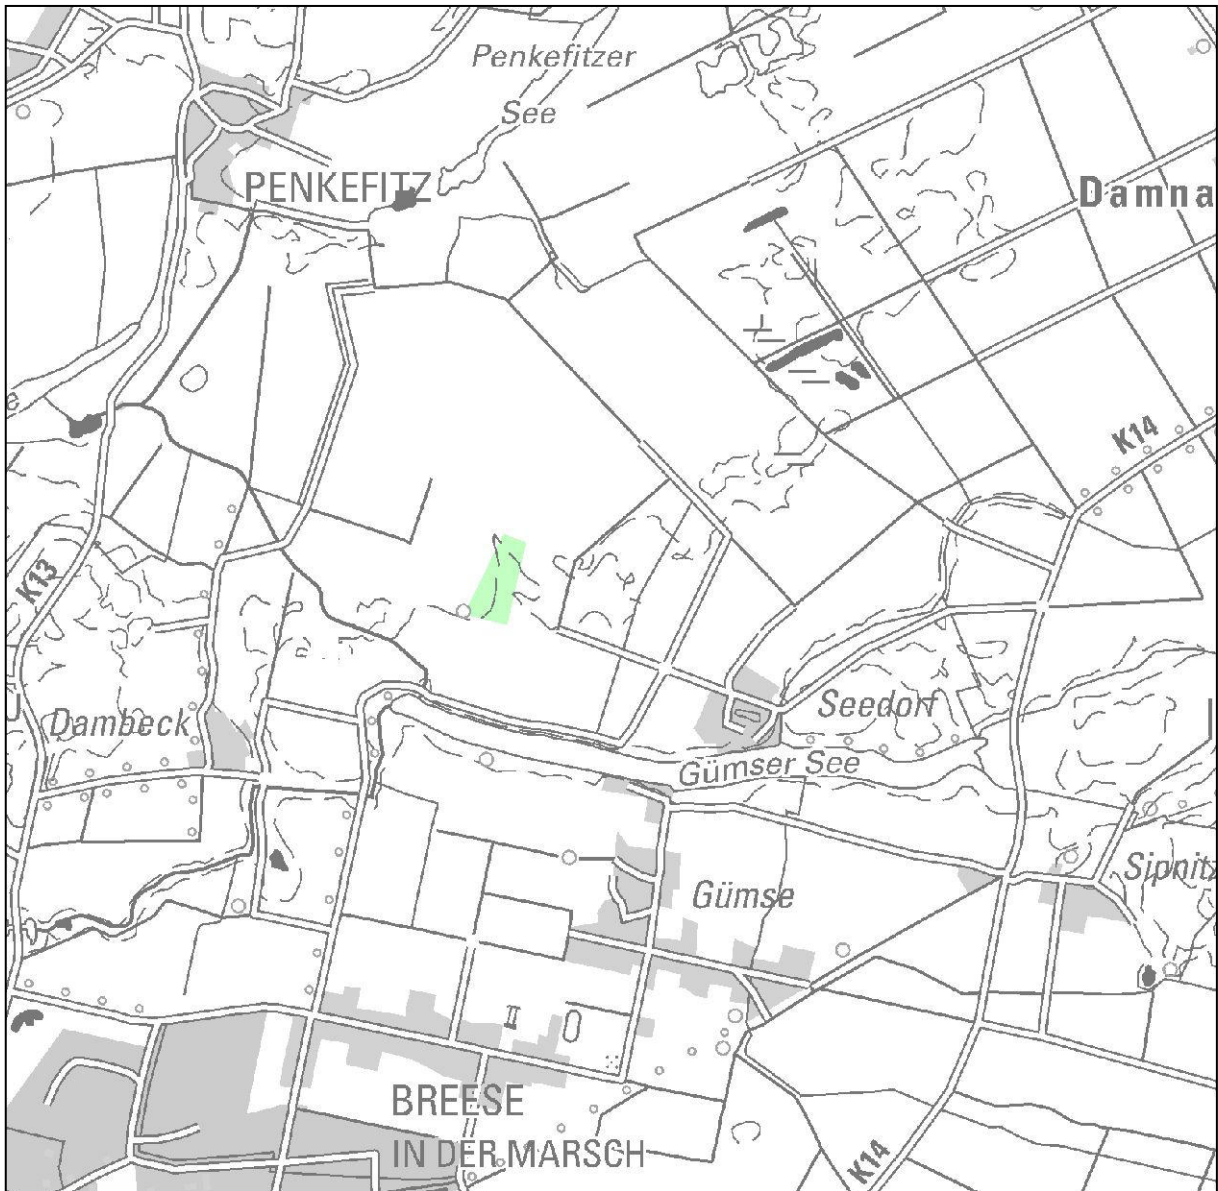 Penkefitzer
See
PENKEFITZ
Damna
K14
K13
Dambeck
Seedorf
Gümser See
Sipnitz
Gümse
BREESE
IN DER MARSCH
K14